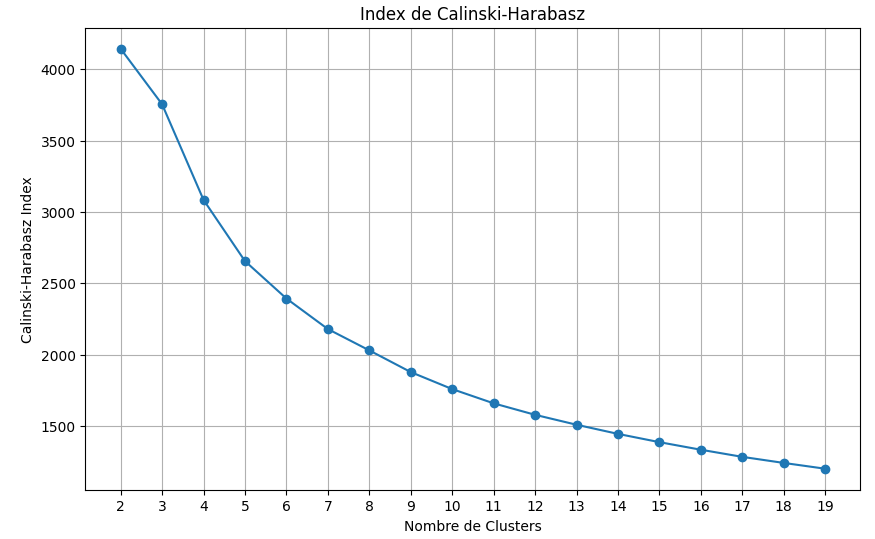 Index de Calinski-Harabasz
Calinski-Harabasz Index
4000
3500
3000
2500
2000
1500
2 3 4 5 6 7 8 9 10 11 12 13 14 15 16 17 18 19
Nombre de Clusters